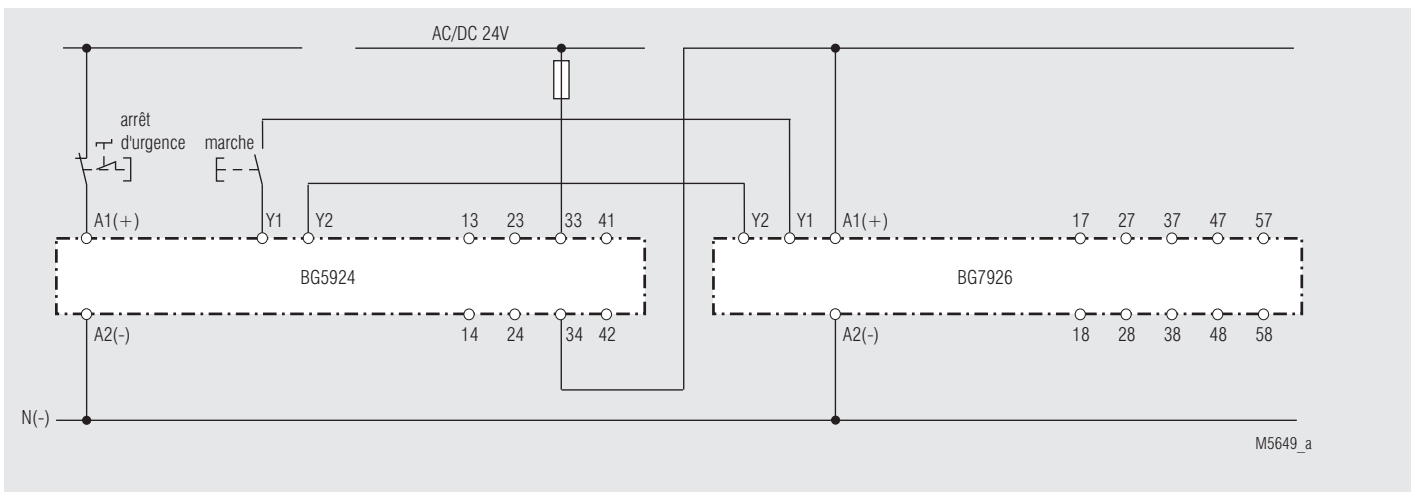 AC/DC 24V
arrêt
d'urgence
marche
A1(+)
Y1
Y2
13
23
33
41
Y2
Y1
A1(+)
17
27
37
47
57
BG5924
BG7926
A2(-)
14
24
34
42
A2(-)
18
28
38
48
58
N(-)
M5649_a